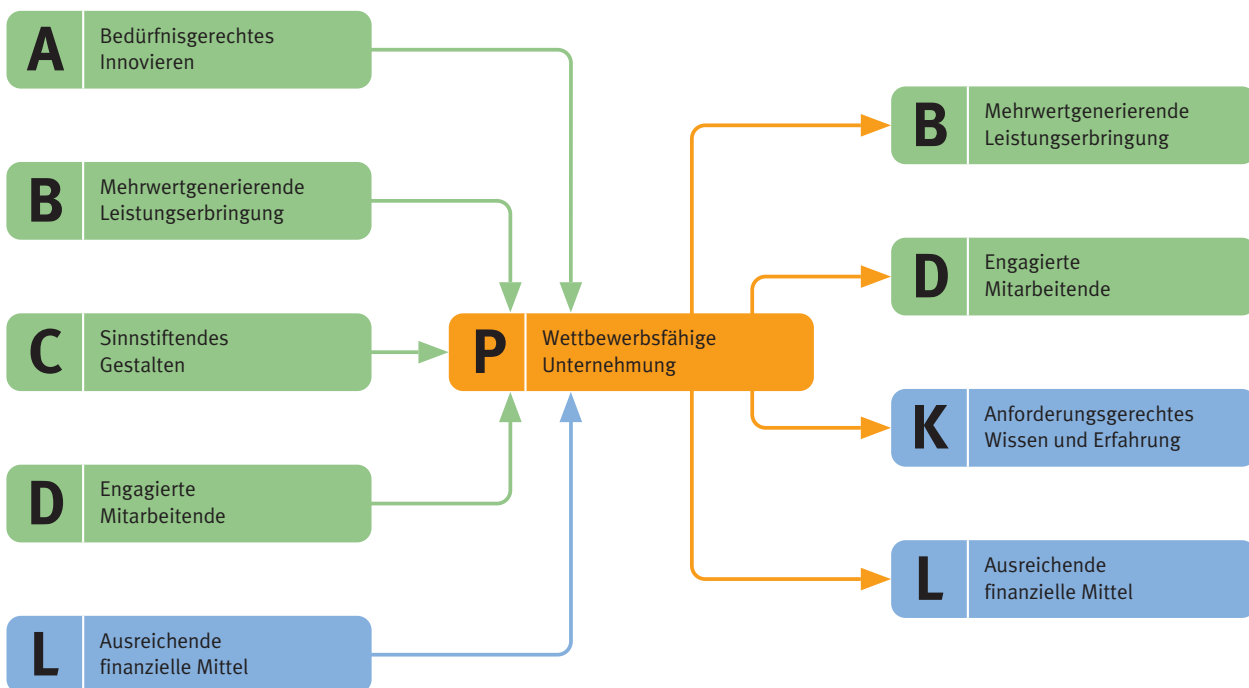 A
Bedürfnisgerechtes
Innovieren
B
Mehrwertgenerierende
Leistungserbringung
C
Sinnstiftendes
Gestalten
D
Engagierte
Mitarbeitende
L
Ausreichende
finanzielle Mittel
P
Wettbewerbsfähige
Unternehmung
B
Mehrwertgenerierende
Leistungserbringung
D
Engagierte
Mitarbeitende
K
Anforderungsgerechtes
Wissen und Erfahrung
L
Ausreichende
finanzielle Mittel